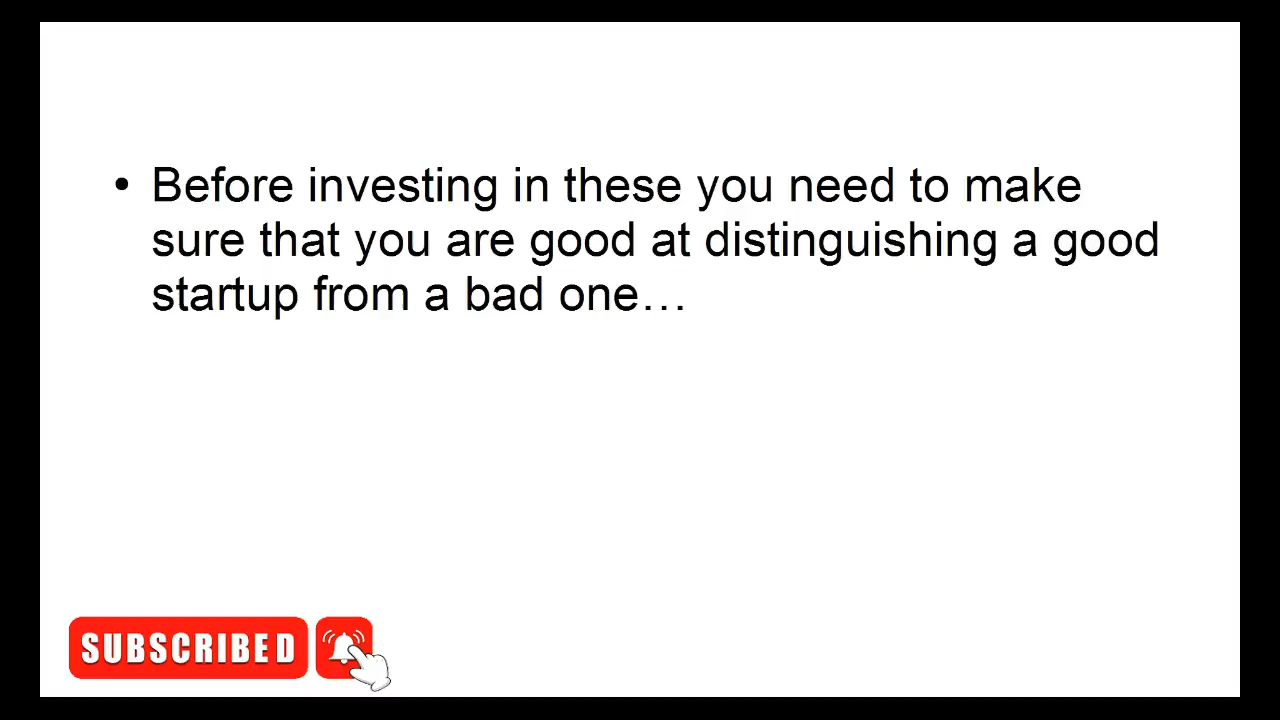 • Before investing in these you need to make
sure that you are good at distinguishing a good
startup from a bad one…
SUBSCRIBED